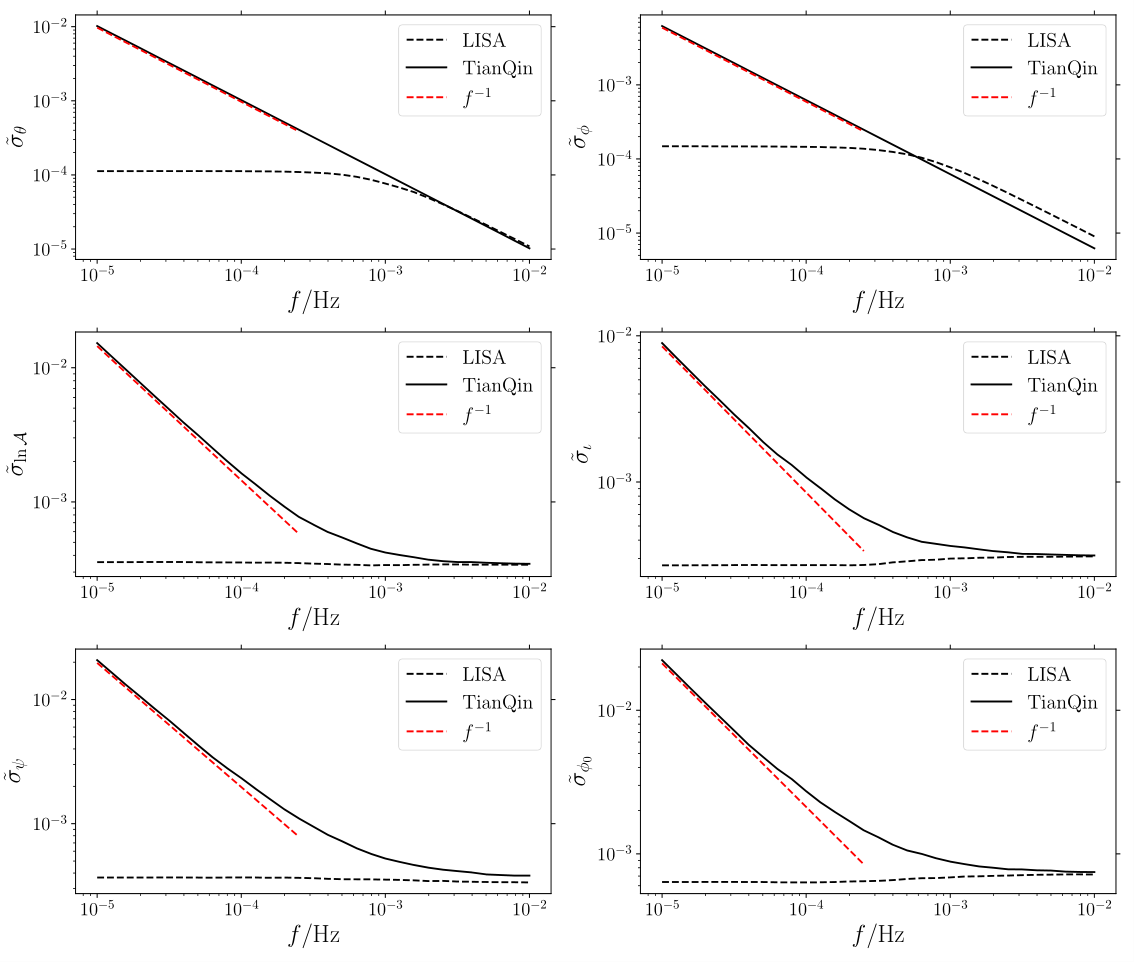 σ̃_θ
10⁻²
10⁻³
10⁻⁴
10⁻⁵
LISA
TianQin
f⁻¹
10⁻⁵ 10⁻⁴ 10⁻³ 10⁻²
f/Hz
σ̃_ϕ
10⁻³
10⁻⁴
10⁻⁵
LISA
TianQin
f⁻¹
10⁻⁵ 10⁻⁴ 10⁻³ 10⁻²
f/Hz
σ̃_ln 𝒜
10⁻²
10⁻³
LISA
TianQin
f⁻¹
10⁻⁵ 10⁻⁴ 10⁻³ 10⁻²
f/Hz
σ̃_ι
10⁻²
10⁻³
LISA
TianQin
f⁻¹
10⁻⁵ 10⁻⁴ 10⁻³ 10⁻²
f/Hz
σ̃_ψ
10⁻²
10⁻³
LISA
TianQin
f⁻¹
10⁻⁵ 10⁻⁴ 10⁻³ 10⁻²
f/Hz
σ̃_ϕ₀
10⁻²
10⁻³
LISA
TianQin
f⁻¹
10⁻⁵ 10⁻⁴ 10⁻³ 10⁻²
f/Hz